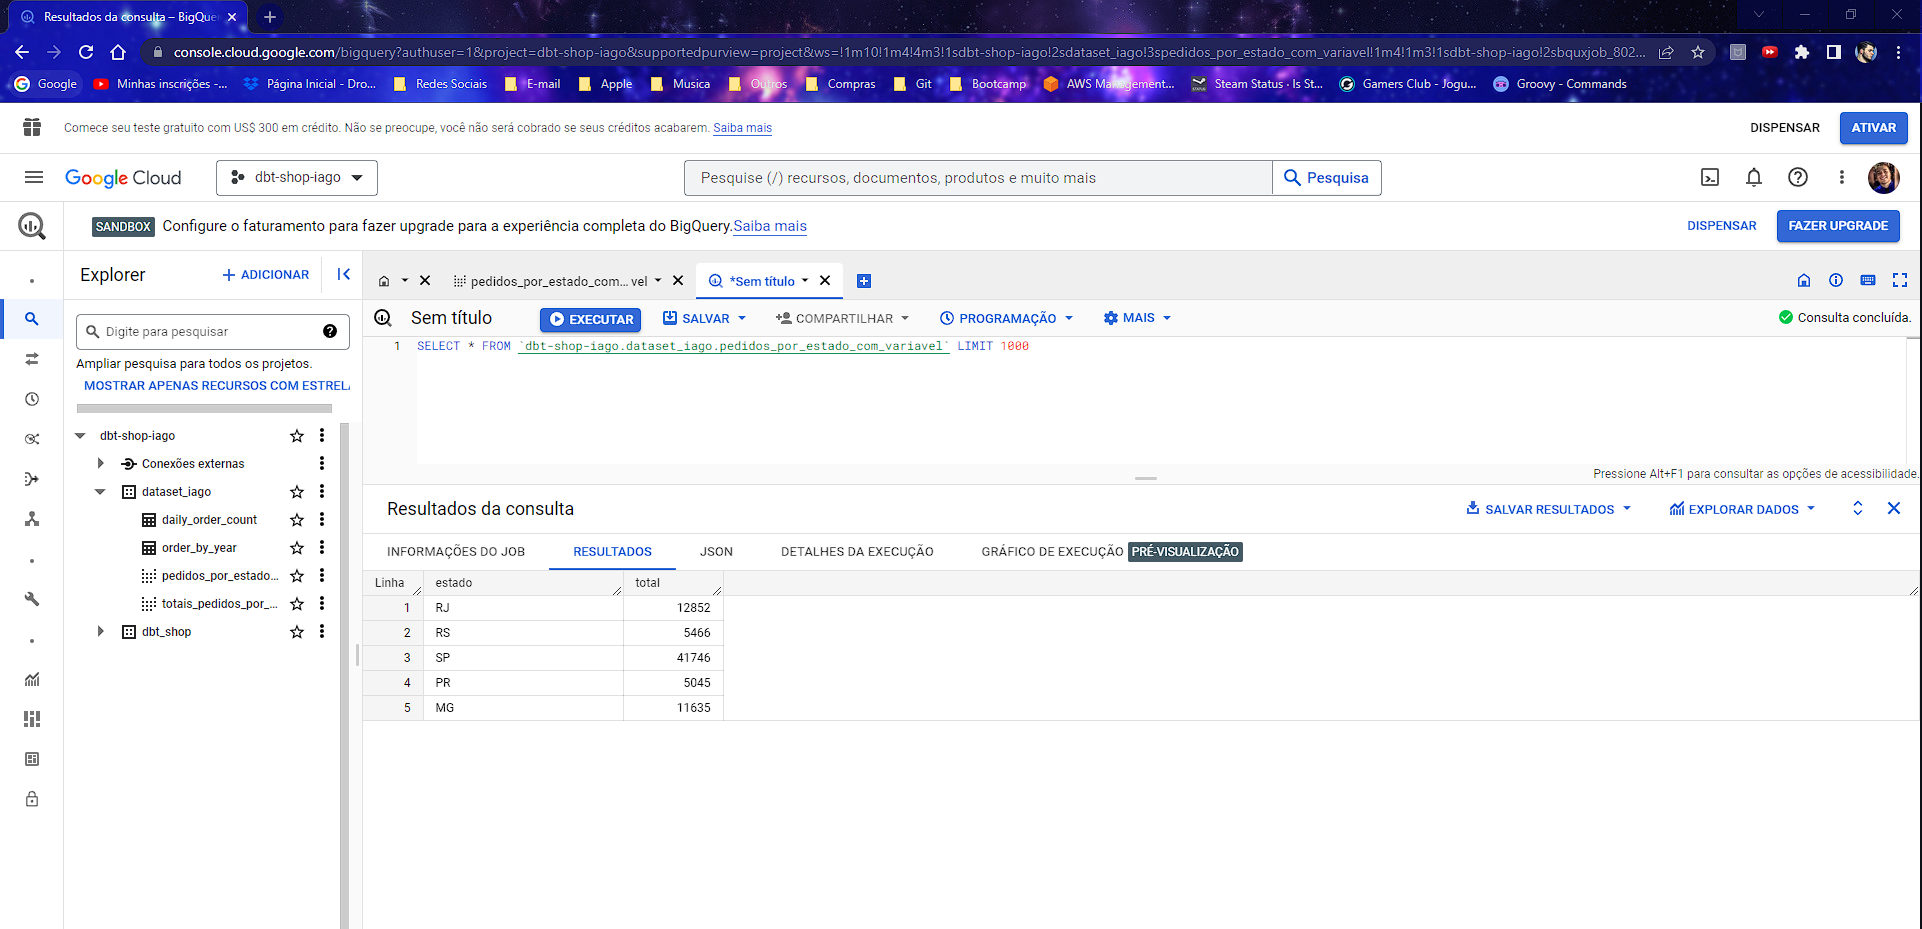 Resultados da consulta – BigQue
console.cloud.google.com/bigquery?authuser=1&project=dbt-shop-iago&supportedpurview=project&ws=!1m10!1m4!4m3!1sdbt-shop-iago!2sdataset_iago!3spedidos_por_estado_com_variavel!1m4!1m3!1sdbt-shop-iago!2sbquxjob_802...
Google Minhas inscrições -... Página Inicial - Dro... Redes Sociais E-mail Apple Musica Outros Compras Git Bootcamp AWS Management... Steam Status · Is St... Gamers Club - Jogu... Groovy - Commands
Comece seu teste gratuito com US$ 300 em crédito. Não se preocupe, você não será cobrado se seus créditos acabarem. Saiba mais DISPENSAR ATIVAR
Google Cloud dbt-shop-iago Pesquise (/) recursos, documentos, produtos e muito mais Pesquisa
SANDBOX Configure o faturamento para fazer upgrade para a experiência completa do BigQuery. Saiba mais DISPENSAR FAZER UPGRADE
Explorer ADICIONAR
Digite para pesquisar
Ampliar pesquisa para todos os projetos.
MOSTRAR APENAS RECURSOS COM ESTRELA
dbt-shop-iago
Conexões externas
dataset_iago
daily_order_count
order_by_year
pedidos_por_estado...
totais_pedidos_por_...
dbt_shop
pedidos_por_estado_com... vel *Sem título
Sem título EXECUTAR SALVAR COMPARTILHAR PROGRAMAÇÃO MAIS Consulta concluída.
1 SELECT * FROM `dbt-shop-iago.dataset_iago.pedidos_por_estado_com_variavel` LIMIT 1000
Pressione Alt+F1 para consultar as opções de acessibilidade.
Resultados da consulta SALVAR RESULTADOS EXPLORAR DADOS
INFORMAÇÕES DO JOB RESULTADOS JSON DETALHES DA EXECUÇÃO GRÁFICO DE EXECUÇÃO PRÉ-VISUALIZAÇÃO
Linha estado total
1 RJ 12852
2 RS 5466
3 SP 41746
4 PR 5045
5 MG 11635